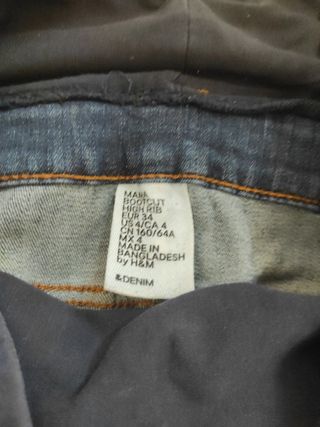 MAMA
BOOTCUT
HIGH RIB
EUR 34
US 4/CA 4
CN 160/64A
MX 4
MADE IN
BANGLADESH
by H&M
&DENIM